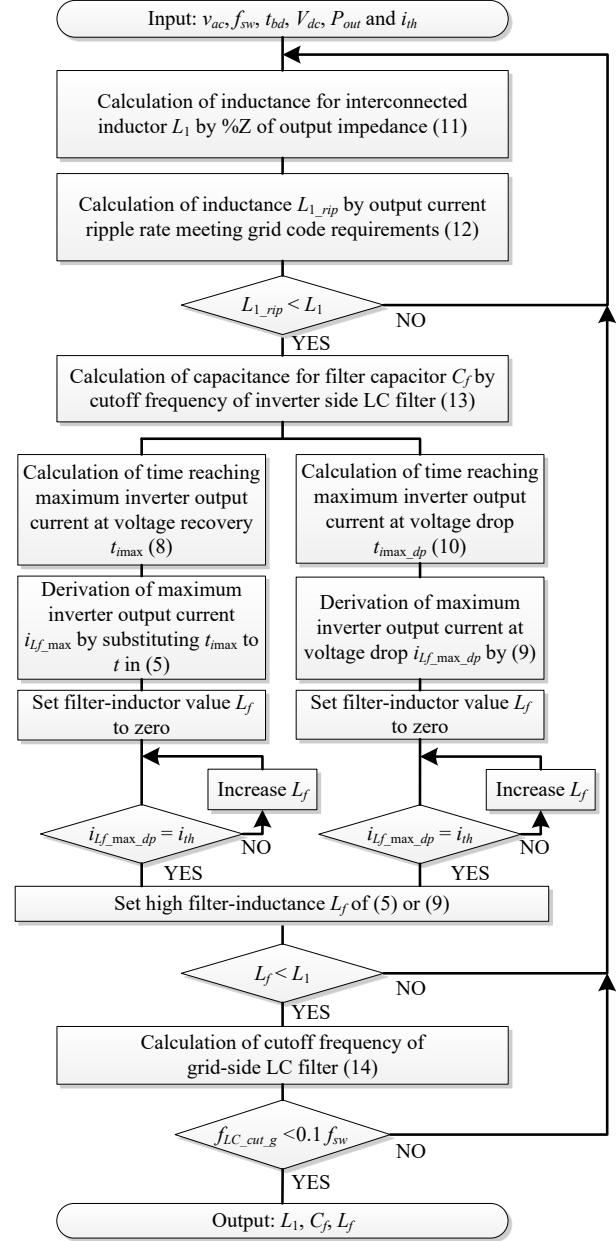 Input: v_ac, f_sw, t_bd, V_dc, P_out and i_th
Calculation of inductance for interconnected
inductor L_1 by %Z of output impedance (11)
Calculation of inductance L_1_rip by output current
ripple rate meeting grid code requirements (12)
L_1_rip < L_1
NO
YES
Calculation of capacitance for filter capacitor C_f by
cutoff frequency of inverter side LC filter (13)
Calculation of time reaching
maximum inverter output
current at voltage recovery
t_imax (8)
Calculation of time reaching
maximum inverter output
current at voltage drop
t_imax_dp (10)
Derivation of maximum
inverter output current
i_Lf_max by substituting t_imax to
t in (5)
Derivation of maximum
inverter output current at
voltage drop i_Lf_max_dp by (9)
Set filter-inductor value L_f
to zero
Set filter-inductor value L_f
to zero
Increase L_f
Increase L_f
i_Lf_max_dp = i_th
NO
YES
i_Lf_max_dp = i_th
NO
YES
Set high filter-inductance L_f of (5) or (9)
L_f < L_1
NO
YES
Calculation of cutoff frequency of
grid-side LC filter (14)
f_LC_cut_g <0.1 f_sw
NO
YES
Output: L_1, C_f, L_f